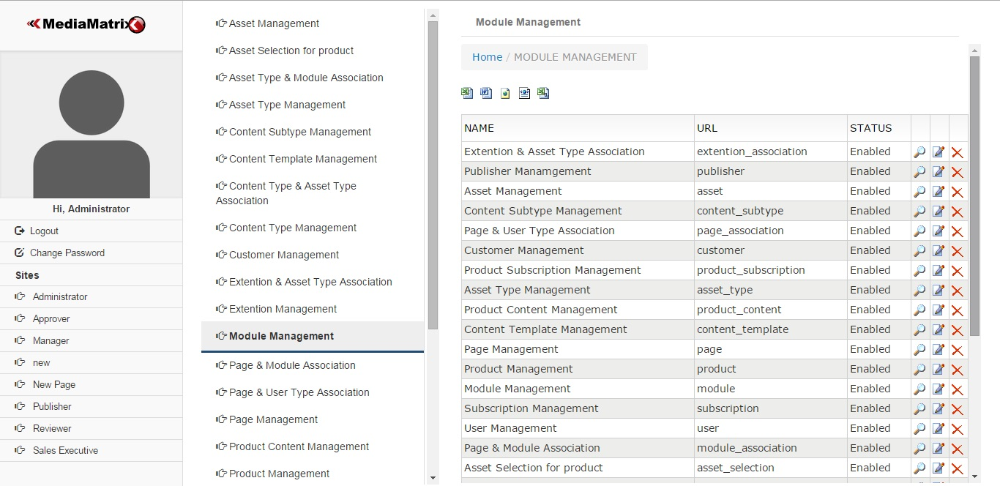 MediaMatrix
Hi, Administrator
Logout
Change Password
Sites
Administrator
Approver
Manager
new
New Page
Publisher
Reviewer
Sales Executive
Asset Management
Asset Selection for product
Asset Type & Module Association
Asset Type Management
Content Subtype Management
Content Template Management
Content Type & Asset Type
Association
Content Type Management
Customer Management
Extention & Asset Type Association
Extention Management
Module Management
Page & Module Association
Page & User Type Association
Page Management
Product Content Management
Product Management
Module Management
Home / MODULE MANAGEMENT
NAME URL STATUS
Extention & Asset Type Association extention_association Enabled
Publisher Manamgement publisher Enabled
Asset Management asset Enabled
Content Subtype Management content_subtype Enabled
Page & User Type Association page_association Enabled
Customer Management customer Enabled
Product Subscription Management product_subscription Enabled
Asset Type Management asset_type Enabled
Product Content Management product_content Enabled
Content Template Management content_template Enabled
Page Management page Enabled
Product Management product Enabled
Module Management module Enabled
Subscription Management subscription Enabled
User Management user Enabled
Page & Module Association module_association Enabled
Asset Selection for product asset_selection Enabled